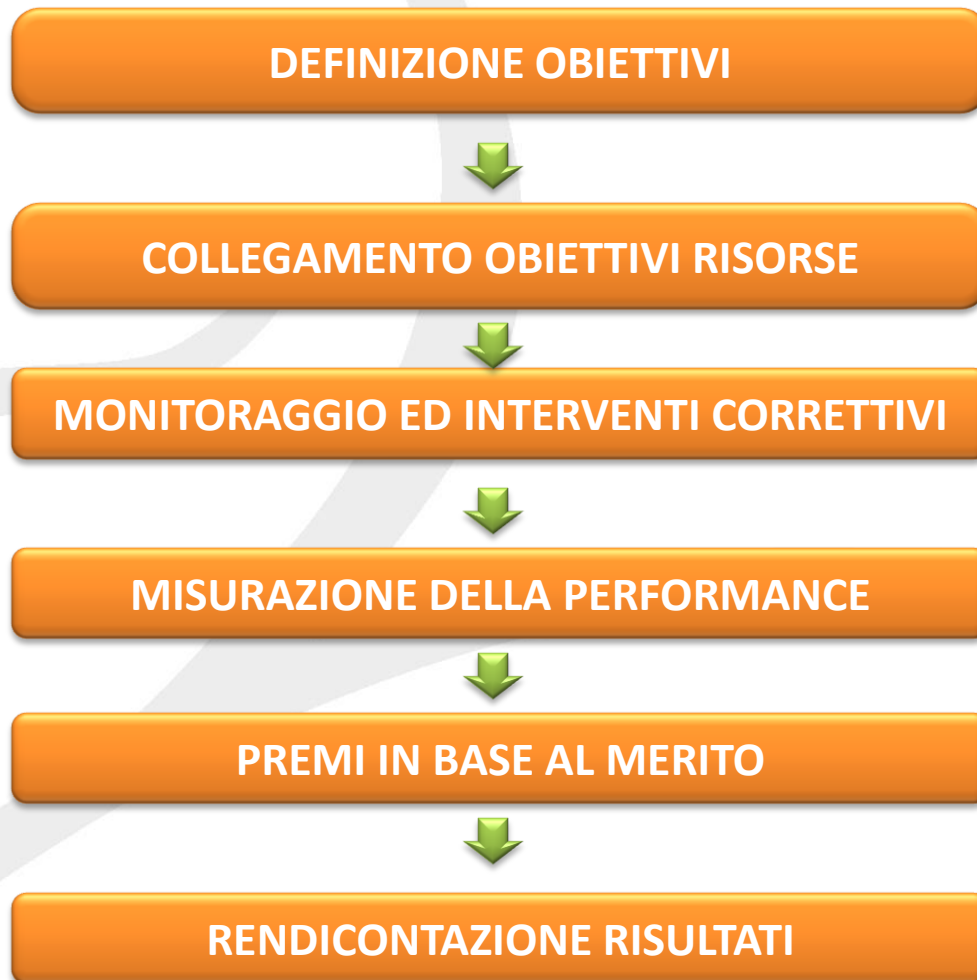 DEFINIZIONE OBIETTIVI
COLLEGAMENTO OBIETTIVI RISORSE
MONITORAGGIO ED INTERVENTI CORRETTIVI
MISURAZIONE DELLA PERFORMANCE
PREMI IN BASE AL MERITO
RENDICONTAZIONE RISULTATI